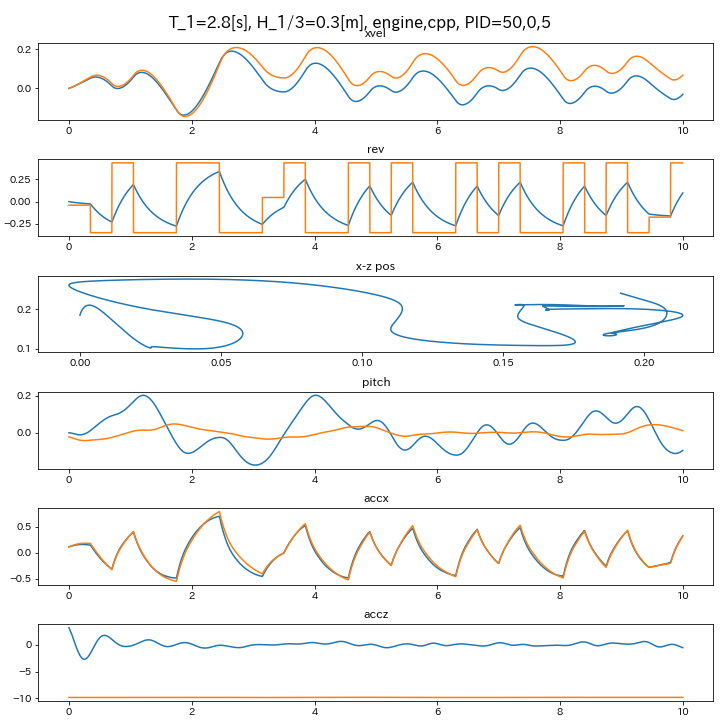 T_1=2.8[s], H_1/3=0.3[m], engine,cpp, PID=50,0,5
xvel
0.2
0.0
0 2 4 6 8 10
rev
0.25
0.00
−0.25
0 2 4 6 8 10
x-z pos
0.2
0.1
0.00 0.05 0.10 0.15 0.20
pitch
0.2
0.0
0 2 4 6 8 10
accx
0.5
0.0
−0.5
0 2 4 6 8 10
accz
0
−5
−10
0 2 4 6 8 10